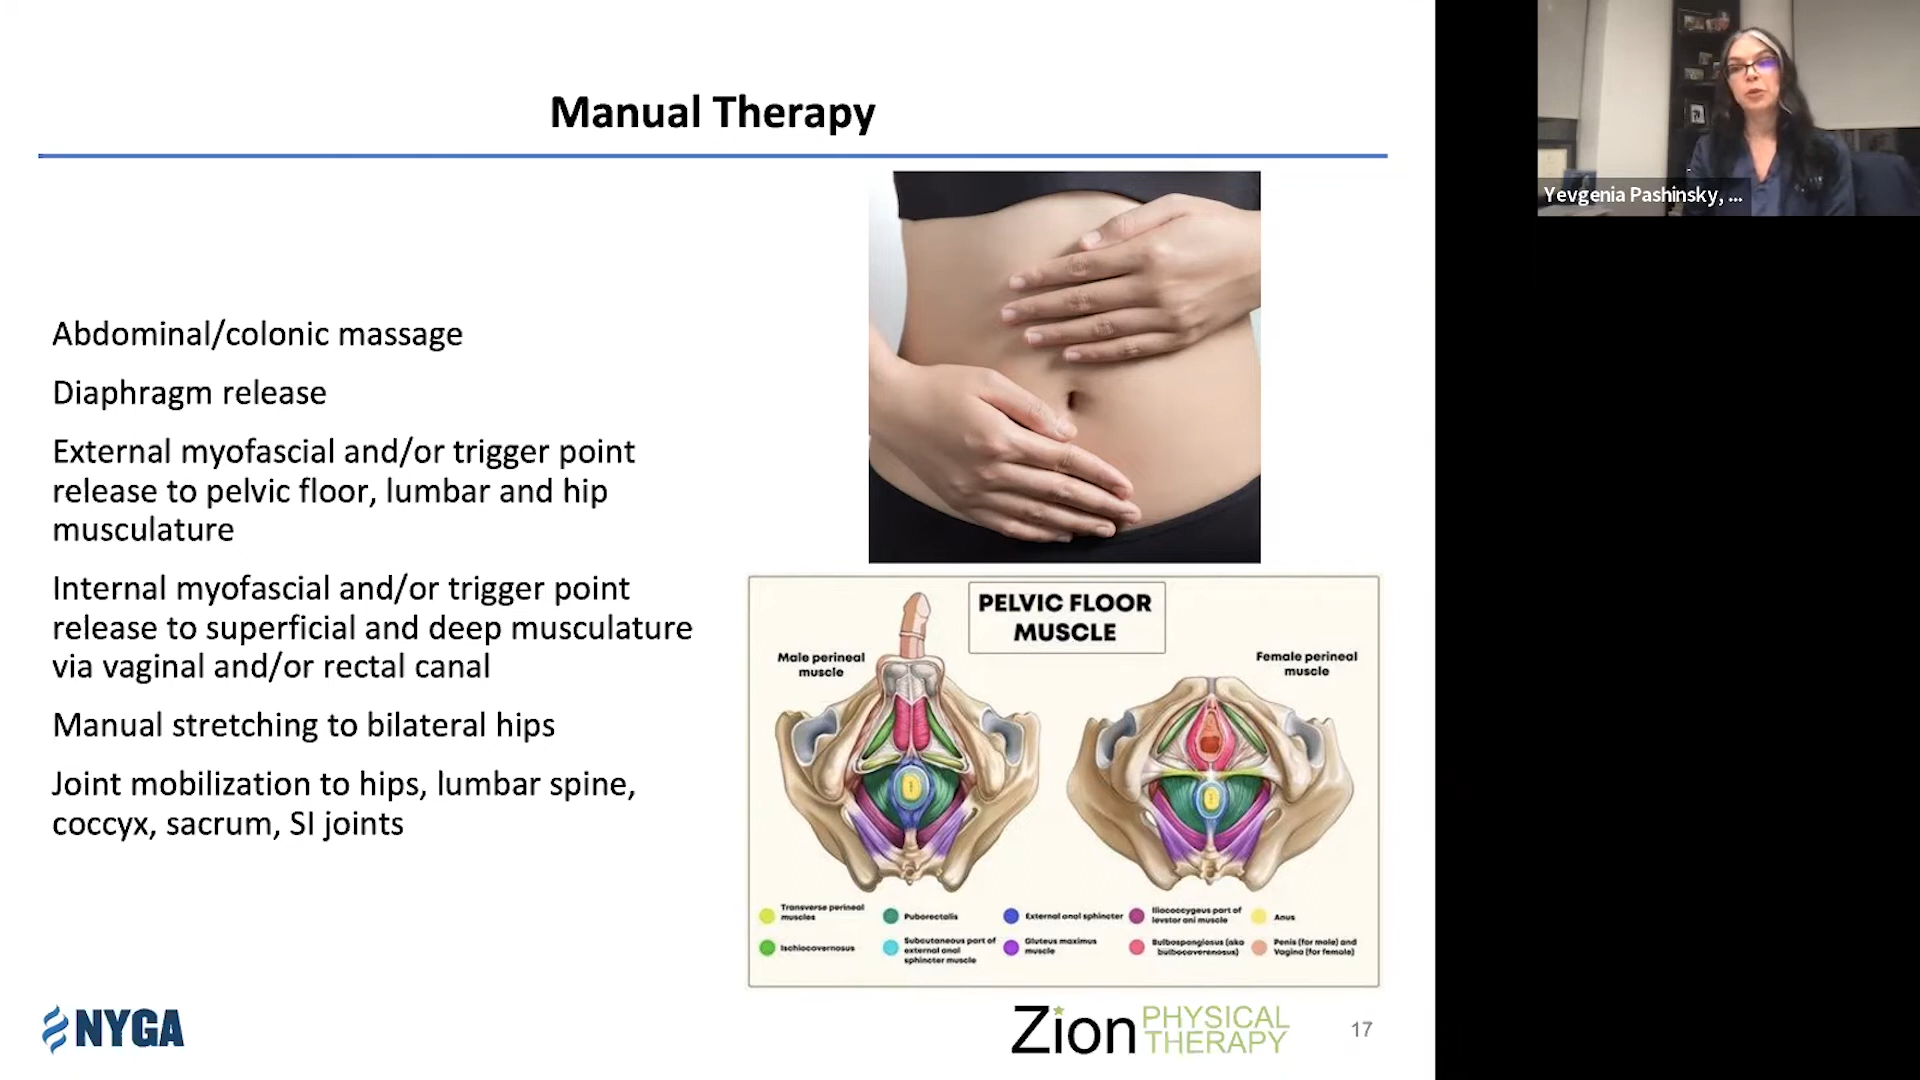 Manual Therapy
Abdominal/colonic massage
Diaphragm release
External myofascial and/or trigger point
release to pelvic floor, lumbar and hip
musculature
Internal myofascial and/or trigger point
release to superficial and deep musculature
via vaginal and/or rectal canal
Manual stretching to bilateral hips
Joint mobilization to hips, lumbar spine,
coccyx, sacrum, SI joints
PELVIC FLOOR
MUSCLE
Male perineal
muscle
Female perineal
muscle
Transverse perineal
muscles
Puborectalis
External anal sphincter
Iliococcygeus part of
levator ani muscle
Anus
Ischiocavernosus
Subcutaneous part of
external anal
sphincter muscle
Gluteus maximus
muscle
Bulbospongiosus (aka
bulbocaverenosus)
Penis (for male) and
Vagina (for female)
NYGA
Zion PHYSICAL
THERAPY
17
Yevgenia Pashinsky, ...